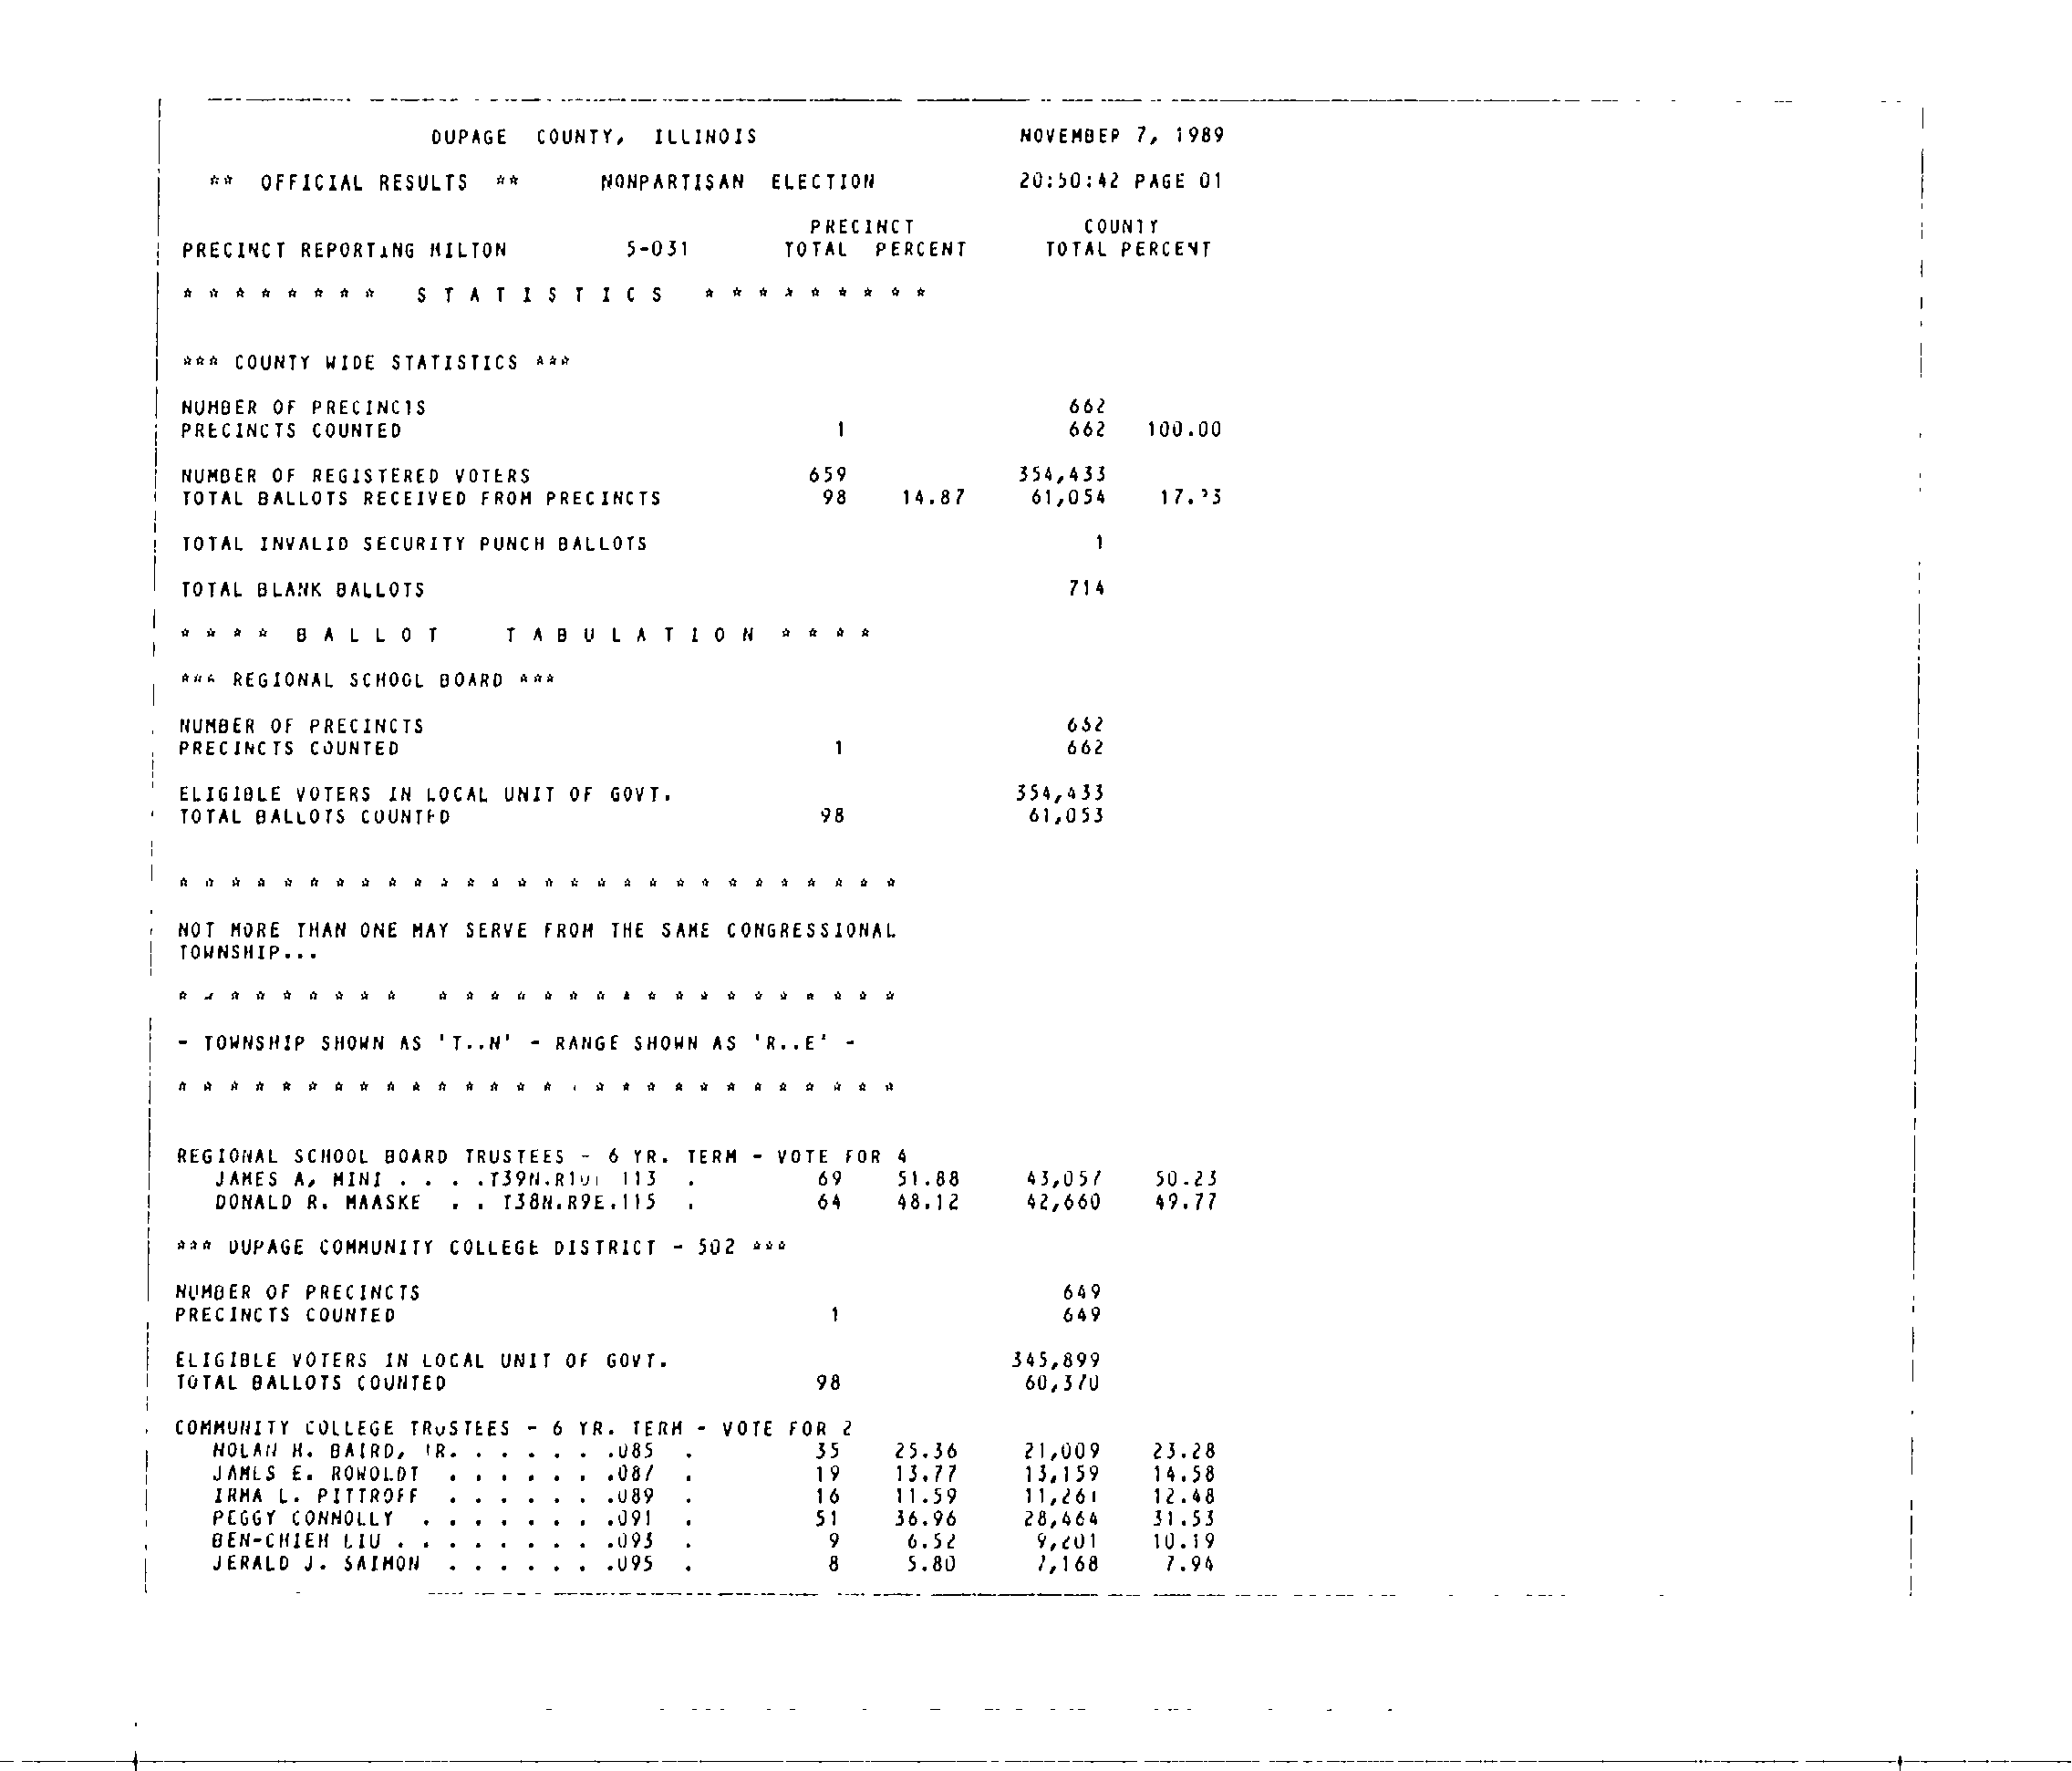 DUPAGE COUNTY, ILLINOIS NOVEMBER 7, 1989
** OFFICIAL RESULTS ** NONPARTISAN ELECTION 20:50:42 PAGE 01
PRECINCT COUNTY
PRECINCT REPORTING MILTON 5-031 TOTAL PERCENT TOTAL PERCENT
* * * * * * * * S T A T I S T I C S * * * * * * * * *
*** COUNTY WIDE STATISTICS ***
NUMBER OF PRECINCTS 662
PRECINCTS COUNTED 1 662 100.00
NUMBER OF REGISTERED VOTERS 659 354,433
TOTAL BALLOTS RECEIVED FROM PRECINCTS 98 14.87 61,054
TOTAL INVALID SECURITY PUNCH BALLOTS 1
TOTAL BLANK BALLOTS 714
* * * * B A L L O T T A B U L A T I O N * * * *
*** REGIONAL SCHOOL BOARD ***
NUMBER OF PRECINCTS 662
PRECINCTS COUNTED 1 662
ELIGIBLE VOTERS IN LOCAL UNIT OF GOVT. 354,433
TOTAL BALLOTS COUNTED 98 61,053
* * * * * * * * * * * * * * * * * * * * * * * * * * * *
NOT MORE THAN ONE MAY SERVE FROM THE SAME CONGRESSIONAL
TOWNSHIP...
* * * * * * * * * * * * * * * * * * * * * * * * * * *
- TOWNSHIP SHOWN AS 'T..N' - RANGE SHOWN AS 'R..E' -
* * * * * * * * * * * * * * * * * * * * * * * * * * * *
REGIONAL SCHOOL BOARD TRUSTEES - 6 YR. TERM - VOTE FOR 4
JAMES A. MINI . . . . 113 . 69 51.88 43,057 50.23
DONALD R. MAASKE . . T38N.R9E.115 . 64 48.12 42,660 49.77
*** DUPAGE COMMUNITY COLLEGE DISTRICT - 502 ***
NUMBER OF PRECINCTS 649
PRECINCTS COUNTED 1 649
ELIGIBLE VOTERS IN LOCAL UNIT OF GOVT. 345,899
TOTAL BALLOTS COUNTED 98 60,370
COMMUNITY COLLEGE TRUSTEES - 6 YR. TERM - VOTE FOR 2
NOLAN H. BAIRD, JR. . . . . . .085 . 35 25.36 21,009 23.28
JAMES E. ROWOLDT . . . . . . .087 . 19 13.77 13,159 14.58
IRMA L. PITTROFF . . . . . . .089 . 16 11.59 11,261 12.48
PEGGY CONNOLLY . . . . . . . .091 . 51 36.96 28,464 31.53
BEN-CHIEH LIU . . . . . . . . .093 . 9 6.52 9,201 10.19
JERALD J. SAIMON . . . . . . .095 . 8 5.80 7,168 7.94